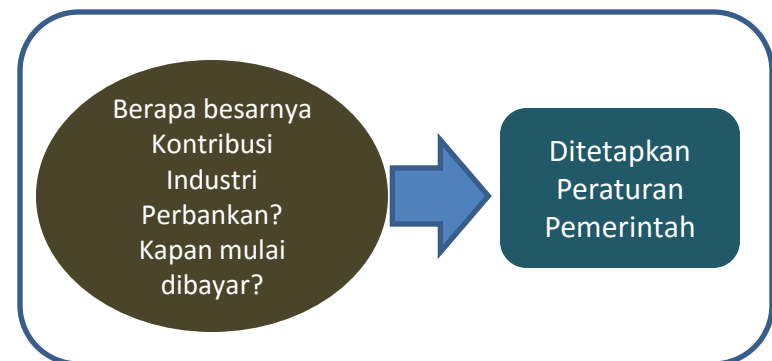 Berapa besarnya
Kontribusi
Industri
Perbankan?
Kapan mulai
dibayar?
Ditetapkan
Peraturan
Pemerintah